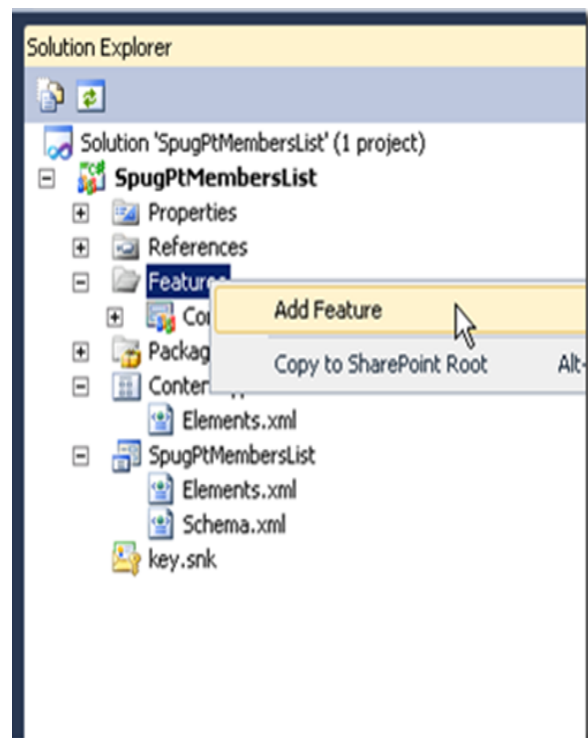 Solution Explorer
Solution 'SpugPtMembersList' (1 project)
SpugPtMembersList
Properties
References
Features
Add Feature
Copy to SharePoint Root Alt-
Elements.xml
SpugPtMembersList
Elements.xml
Schema.xml
key.snk